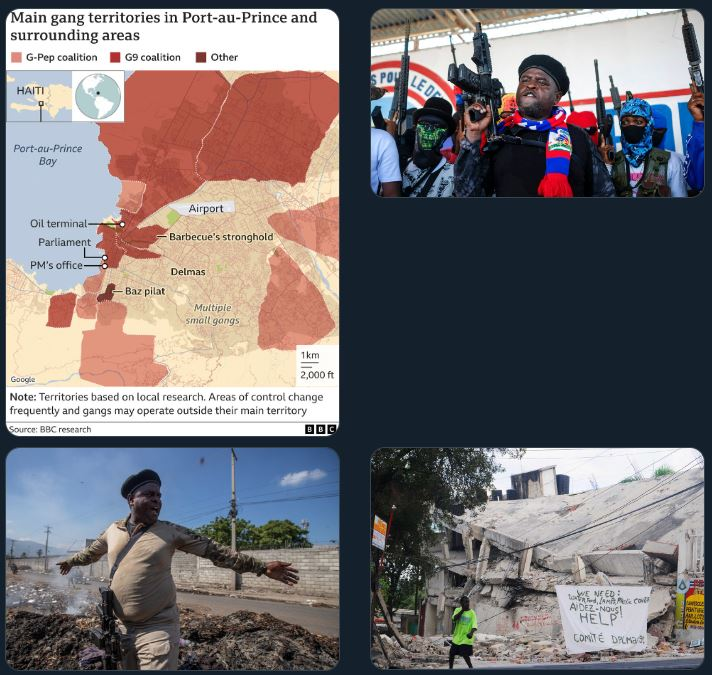 Main gang territories in Port-au-Prince and
surrounding areas
G-Pep coalition G9 coalition Other
HAITI
Port-au-Prince
Bay
Airport
Oil terminal
Parliament
Barbecue's stronghold
PM's office
Delmas
Baz pilat
Multiple
small gangs
1km
2,000 ft
Google
Note: Territories based on local research. Areas of control change
frequently and gangs may operate outside their main territory
Source: BBC research BBC
S POUR LE DE
WE NEED:
AIDEZ-NOUS!
HELP
COMITÉ